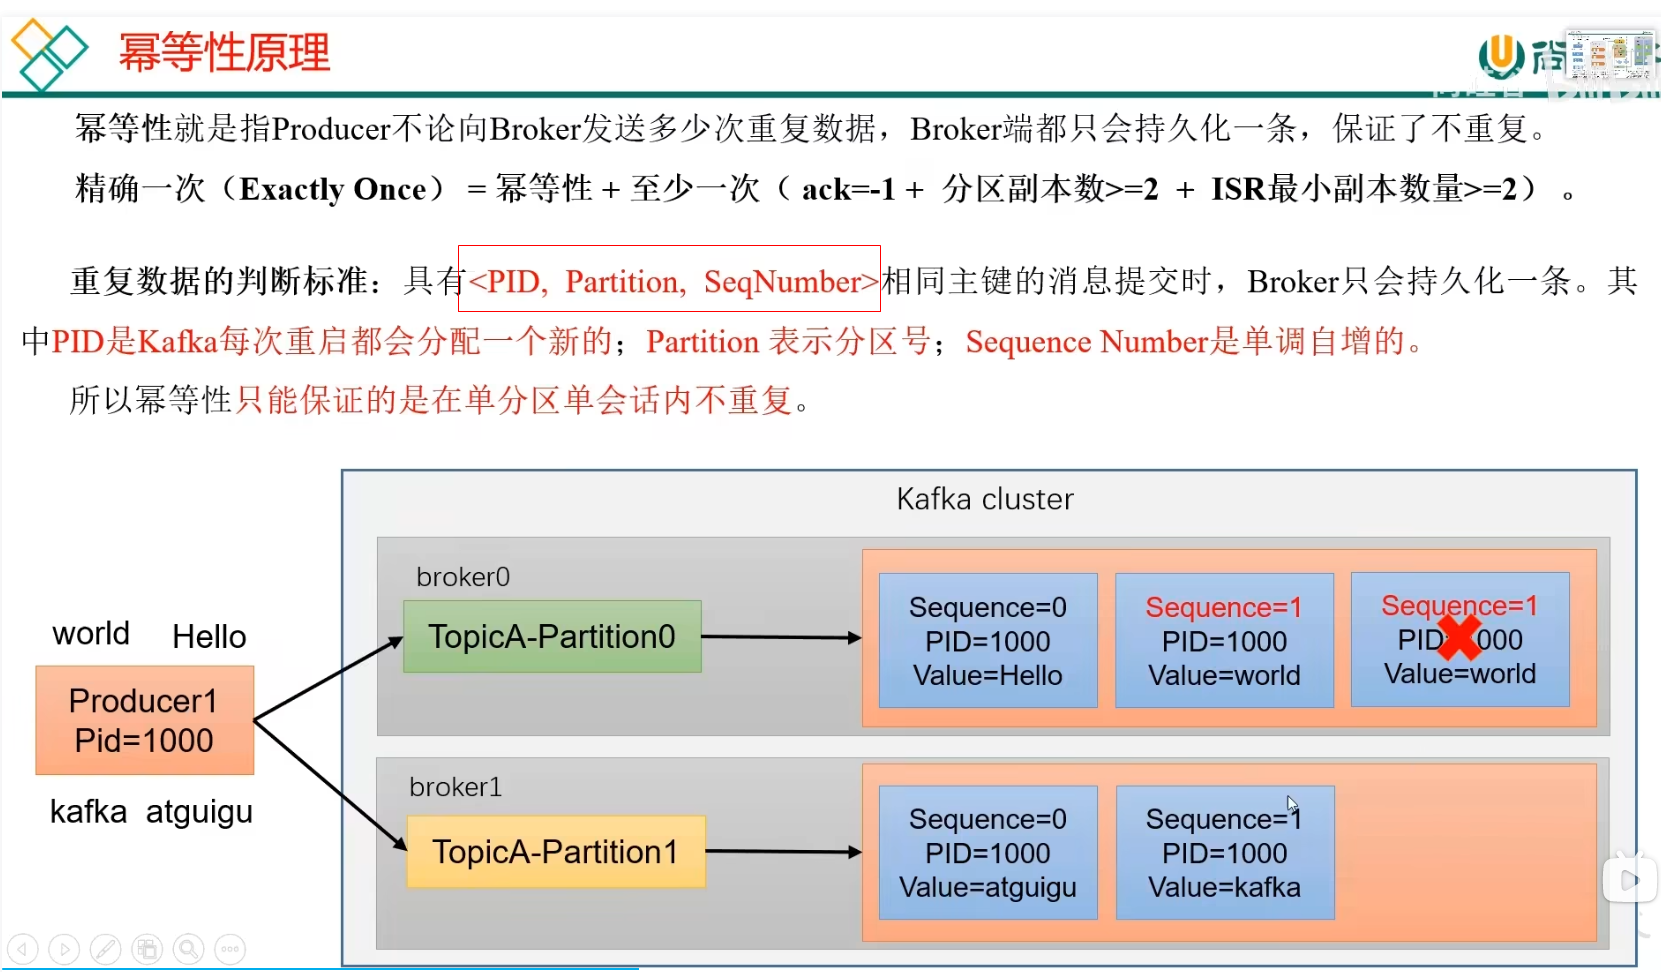 幂等性原理
尚
幂等性就是指Producer不论向Broker发送多少次重复数据，Broker端都只会持久化一条，保证了不重复。
精确一次（Exactly Once） = 幂等性 + 至少一次（ ack=-1 + 分区副本数>=2 + ISR最小副本数量>=2） 。
重复数据的判断标准：具有<PID, Partition, SeqNumber>相同主键的消息提交时，Broker只会持久化一条。其
中PID是Kafka每次重启都会分配一个新的；Partition 表示分区号；Sequence Number是单调自增的。
所以幂等性只能保证的是在单分区单会话内不重复。
Kafka cluster
broker0
TopicA-Partition0
Sequence=0
PID=1000
Value=Hello
Sequence=1
PID=1000
Value=world
Sequence=1
PID 000
Value=world
world Hello
Producer1
Pid=1000
kafka atguigu
broker1
TopicA-Partition1
Sequence=0
PID=1000
Value=atguigu
Sequence=1
PID=1000
Value=kafka